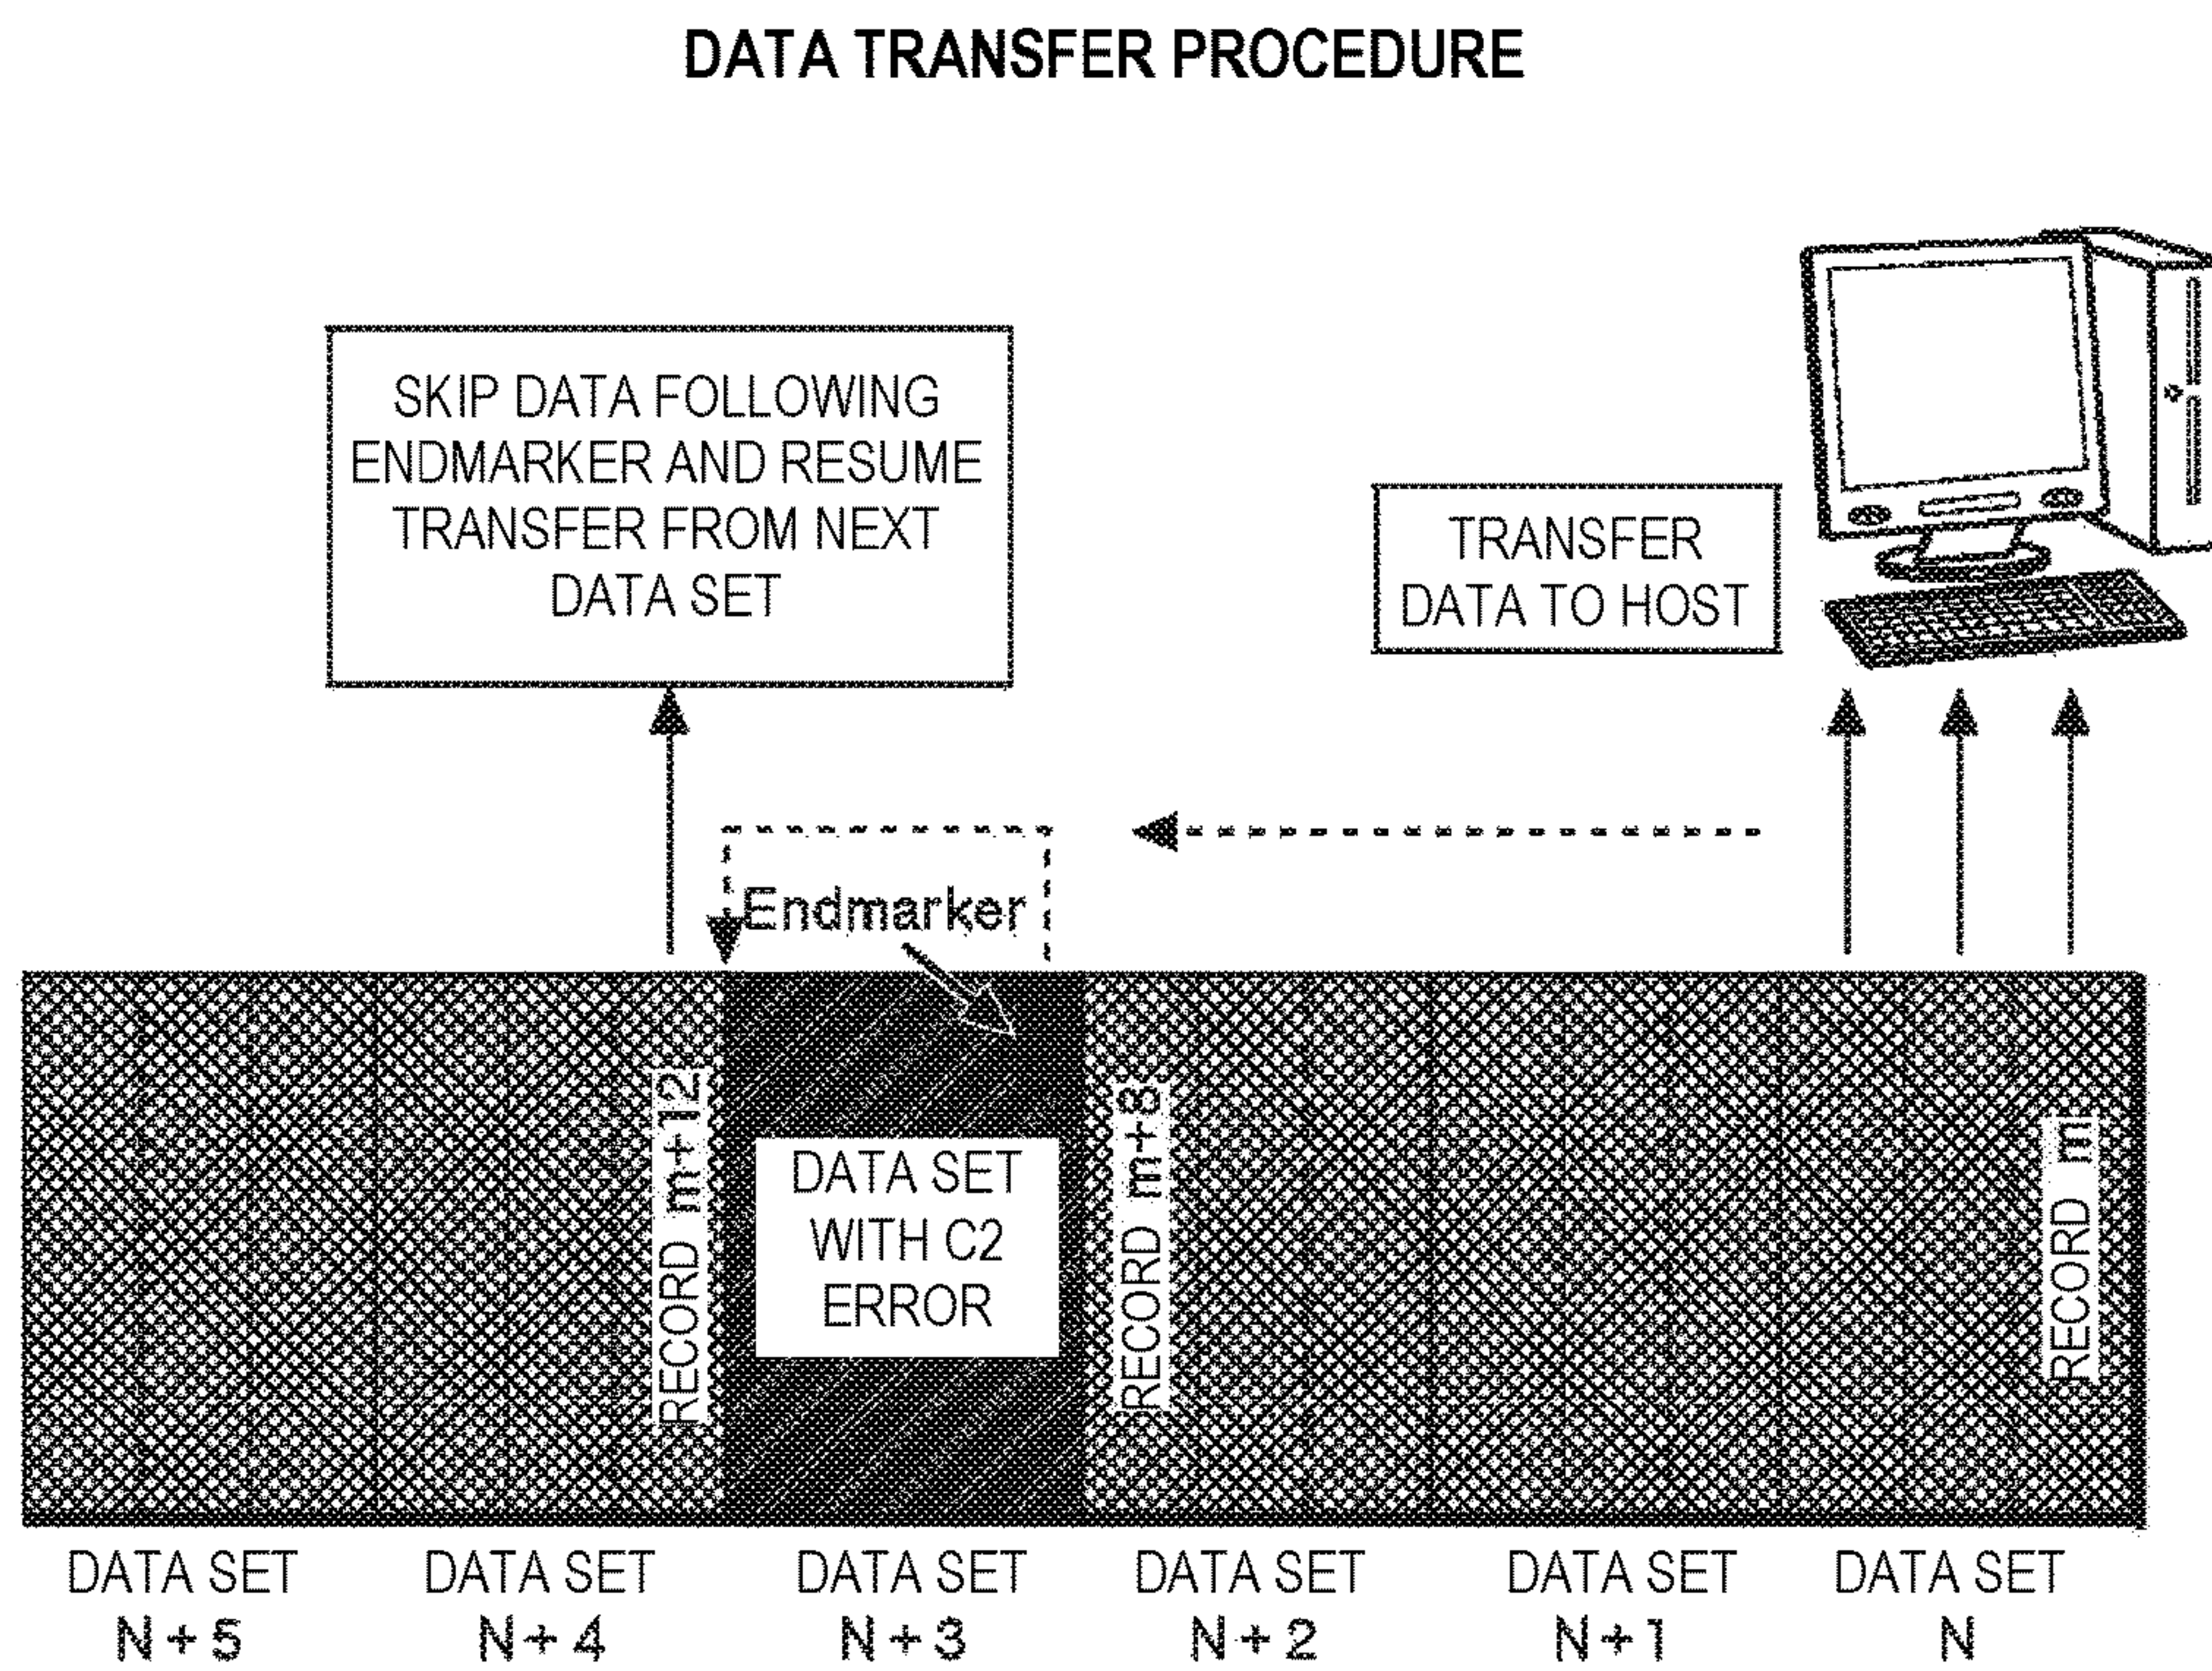 DATA TRANSFER PROCEDURE
SKIP DATA FOLLOWING
ENDMARKER AND RESUME
TRANSFER FROM NEXT
DATA SET
TRANSFER
DATA TO HOST
Endmarker
RECORD m+12
DATA SET
WITH C2
ERROR
RECORD m+8
RECORD m
DATA SET
N+5
DATA SET
N+4
DATA SET
N+3
DATA SET
N+2
DATA SET
N+1
DATA SET
N